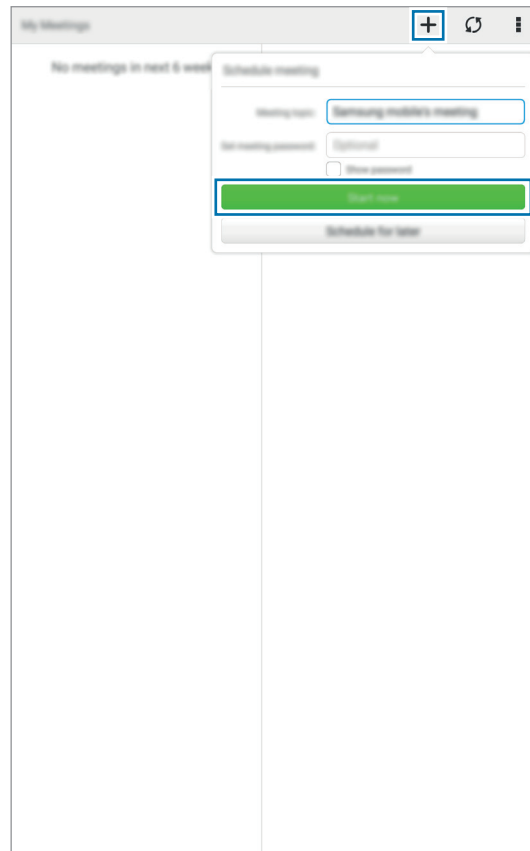 My Meetings
No meetings in next 6 week
Schedule meeting
Meeting topic:
Samsung mobile's meeting
Set meeting password:
Optional
Show password
Start now
Schedule for later